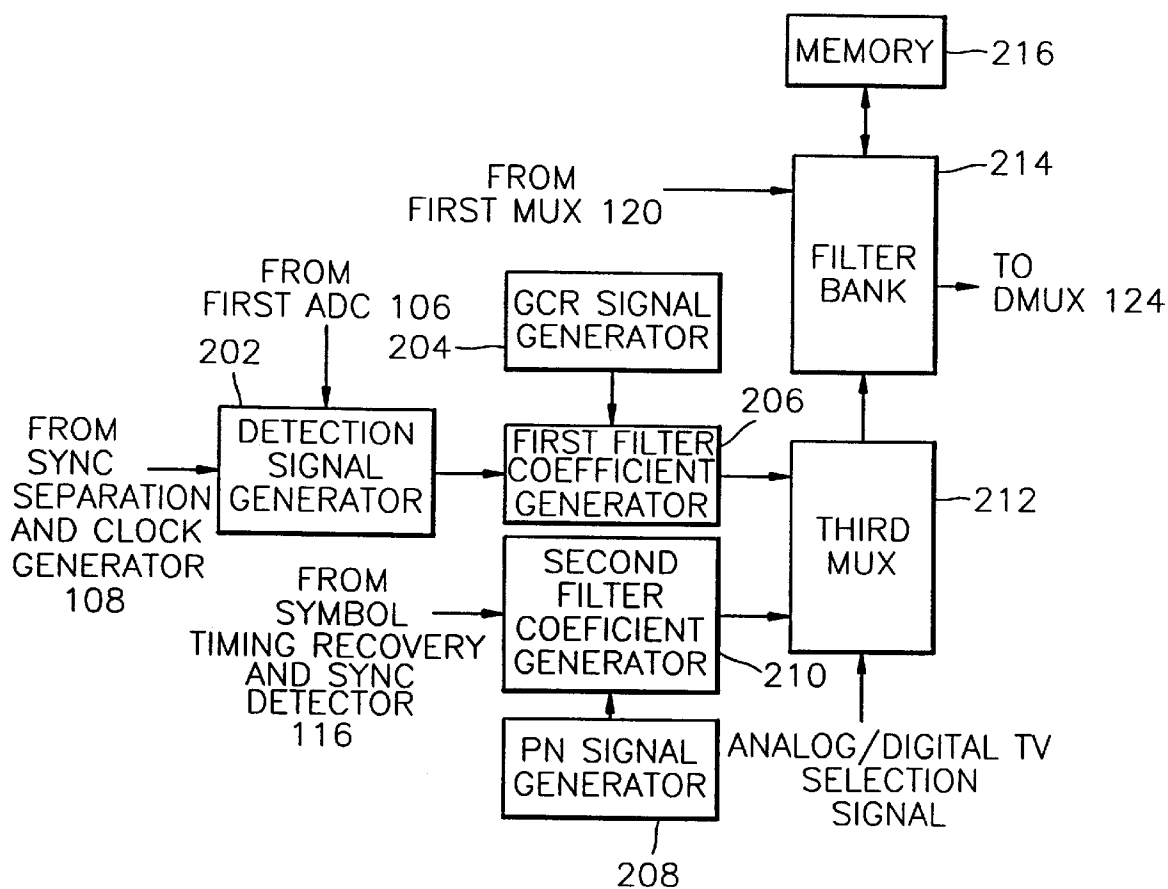 MEMORY
216
214
FROM
FIRST MUX 120
FILTER
BANK
TO
DMUX 124
FROM
FIRST ADC 106
GCR SIGNAL
GENERATOR
204
202
206
FROM
SYNC
SEPARATION
AND CLOCK
GENERATOR
108
DETECTION
SIGNAL
GENERATOR
FIRST FILTER
COEFFICIENT
GENERATOR
212
THIRD
MUX
FROM
SYMBOL
TIMING RECOVERY
AND SYNC
DETECTOR
116
SECOND
FILTER
COEFICIENT
GENERATOR
210
PN SIGNAL
GENERATOR
208
ANALOG/DIGITAL TV
SELECTION
SIGNAL